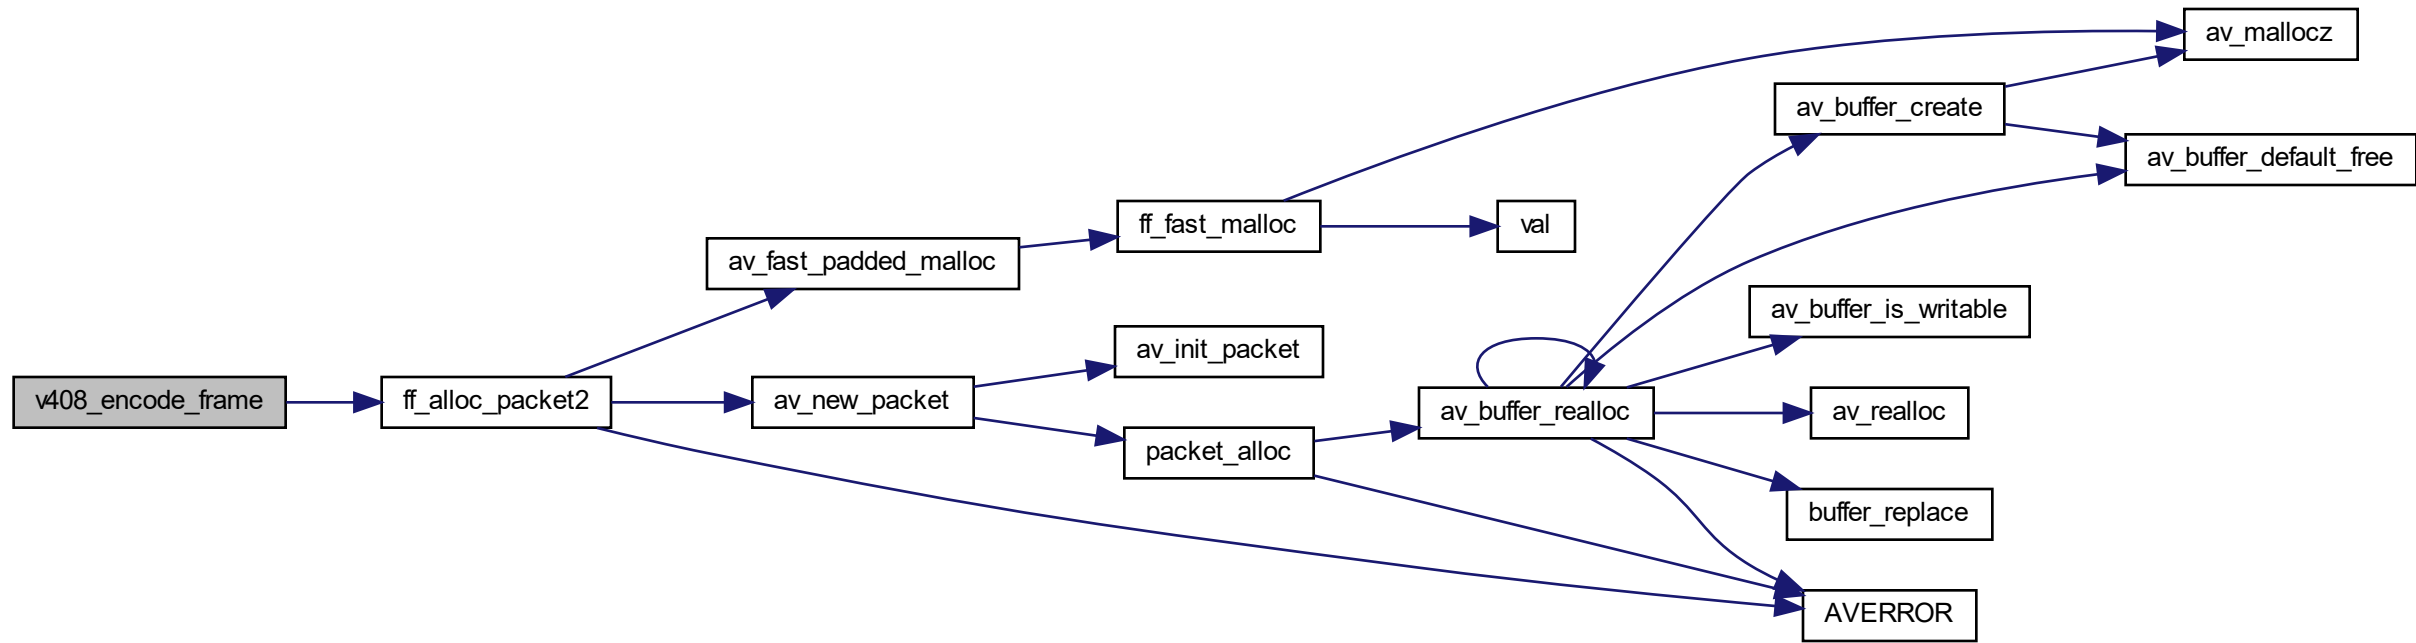 av_mallocz
av_buffer_create
av_buffer_default_free
ff_fast_malloc
val
av_fast_padded_malloc
av_buffer_is_writable
av_init_packet
v408_encode_frame
ff_alloc_packet2
av_new_packet
av_buffer_realloc
av_realloc
packet_alloc
buffer_replace
AVERROR